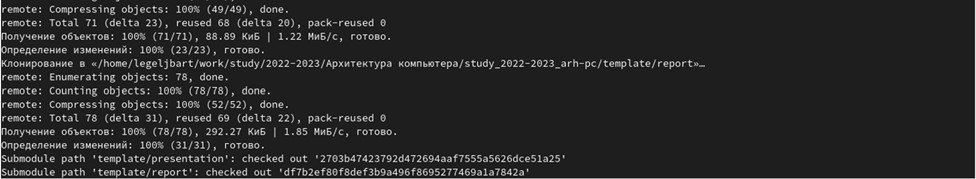 remote: Compressing objects: 100% (49/49), done.
remote: Total 71 (delta 23), reused 68 (delta 20), pack-reused 0
Получение объектов: 100% (71/71), 88.89 КиБ | 1.22 МиБ/с, готово.
Определение изменений: 100% (23/23), готово.
Клонирование в «/home/legeljbart/work/study/2022-2023/Архитектура компьютера/study_2022-2023_arh-pc/template/report»…
remote: Enumerating objects: 78, done.
remote: Counting objects: 100% (78/78), done.
remote: Compressing objects: 100% (52/52), done.
remote: Total 78 (delta 31), reused 69 (delta 22), pack-reused 0
Получение объектов: 100% (78/78), 292.27 КиБ | 1.85 МиБ/с, готово.
Определение изменений: 100% (31/31), готово.
Submodule path 'template/presentation': checked out '2703b47423792d472694aaf7555a5626dce51a25'
Submodule path 'template/report': checked out 'df7b2ef80f8def3b9a496f8695277469a1a7842a'